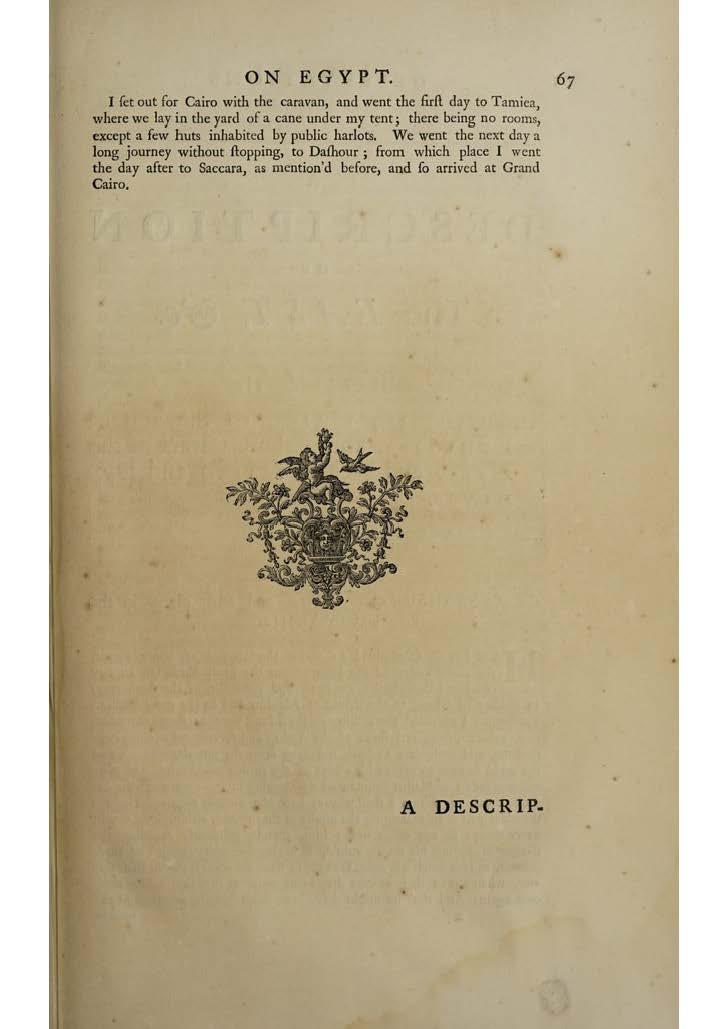 ON EGYPT. 67
I ſet out for Cairo with the caravan, and went the firſt day to Tamiea,
where we lay in the yard of a cane under my tent; there being no rooms,
except a few huts inhabited by public harlots. We went the next day a
long journey without ſtopping, to Daſhour; from which place I went
the day after to Saccara, as mention'd before, and ſo arrived at Grand
Cairo.
A DESCRIP-